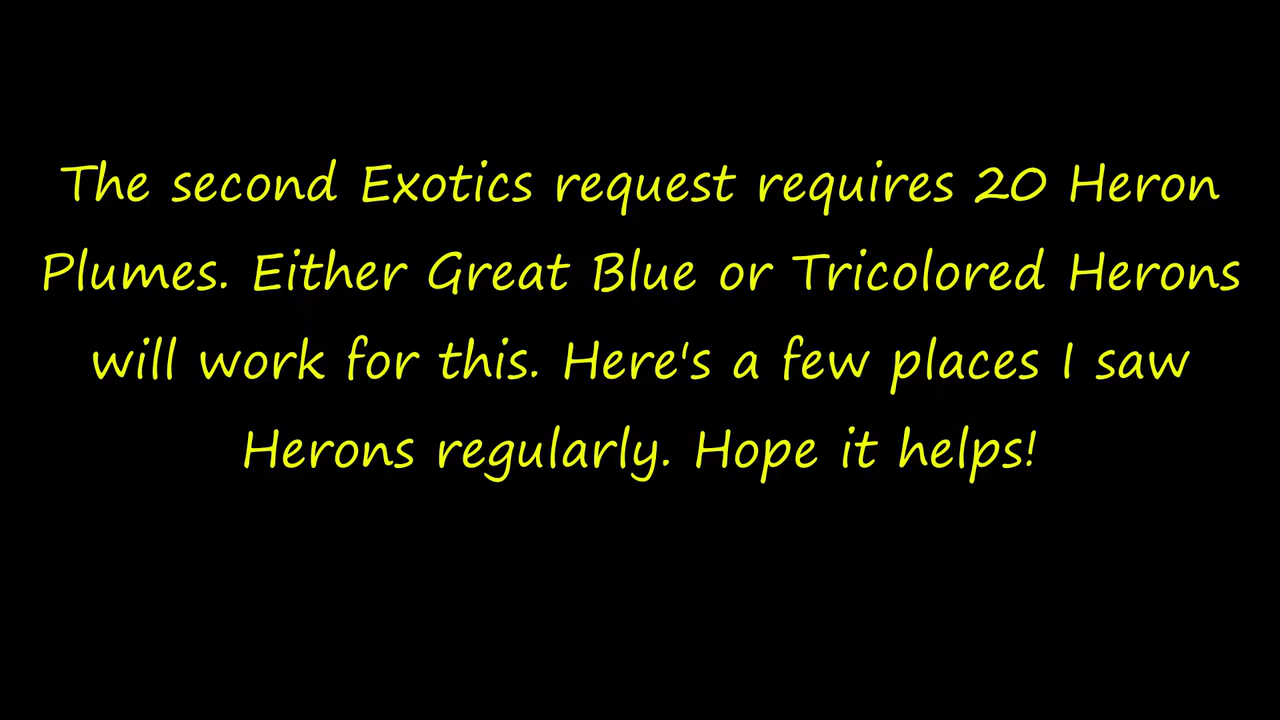 The second Exotics request requires 20 Heron
Plumes. Either Great Blue or Tricolored Herons
will work for this. Here's a few places I saw
Herons regularly. Hope it helps!